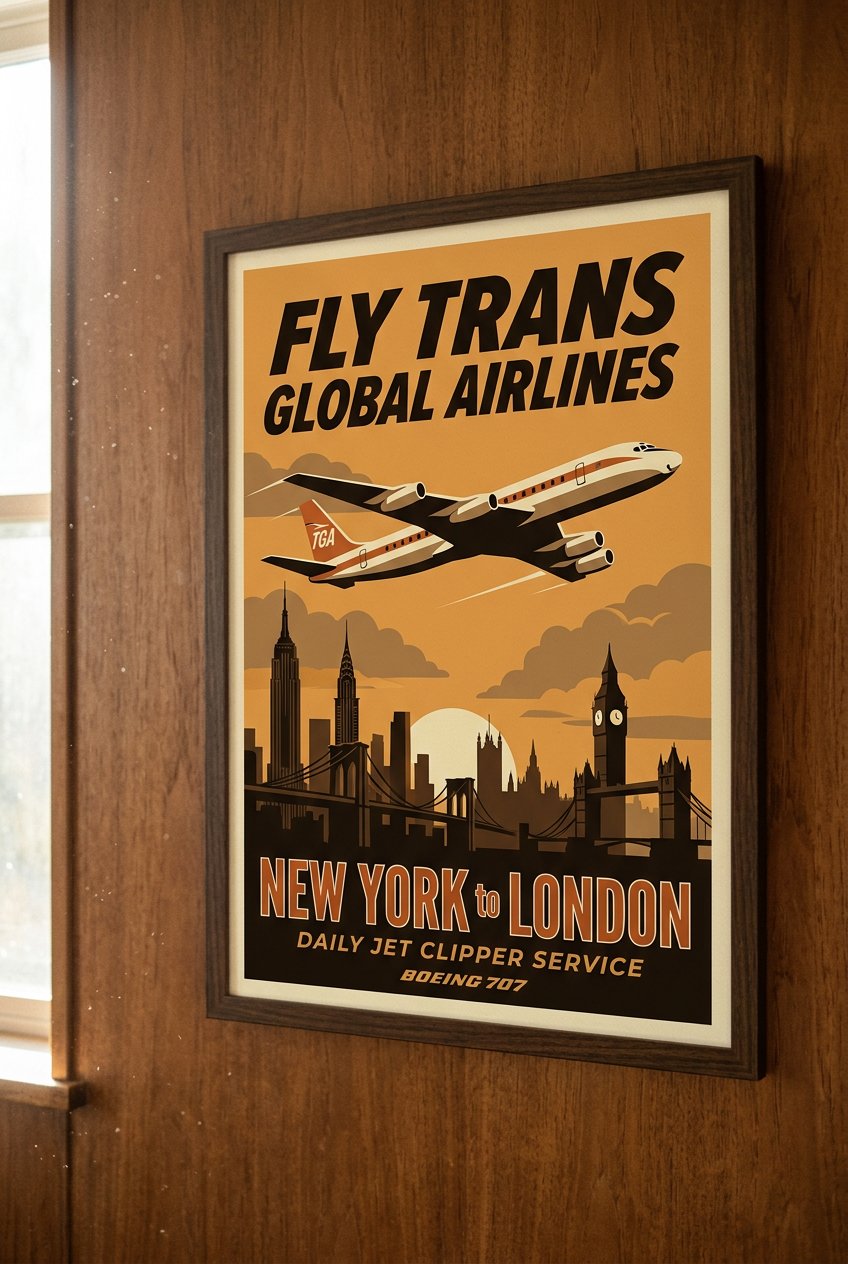 FLY TRANS
GLOBAL AIRLINES
TGA
NEW YORK to LONDON
DAILY JET CLIPPER SERVICE
BOEING 707